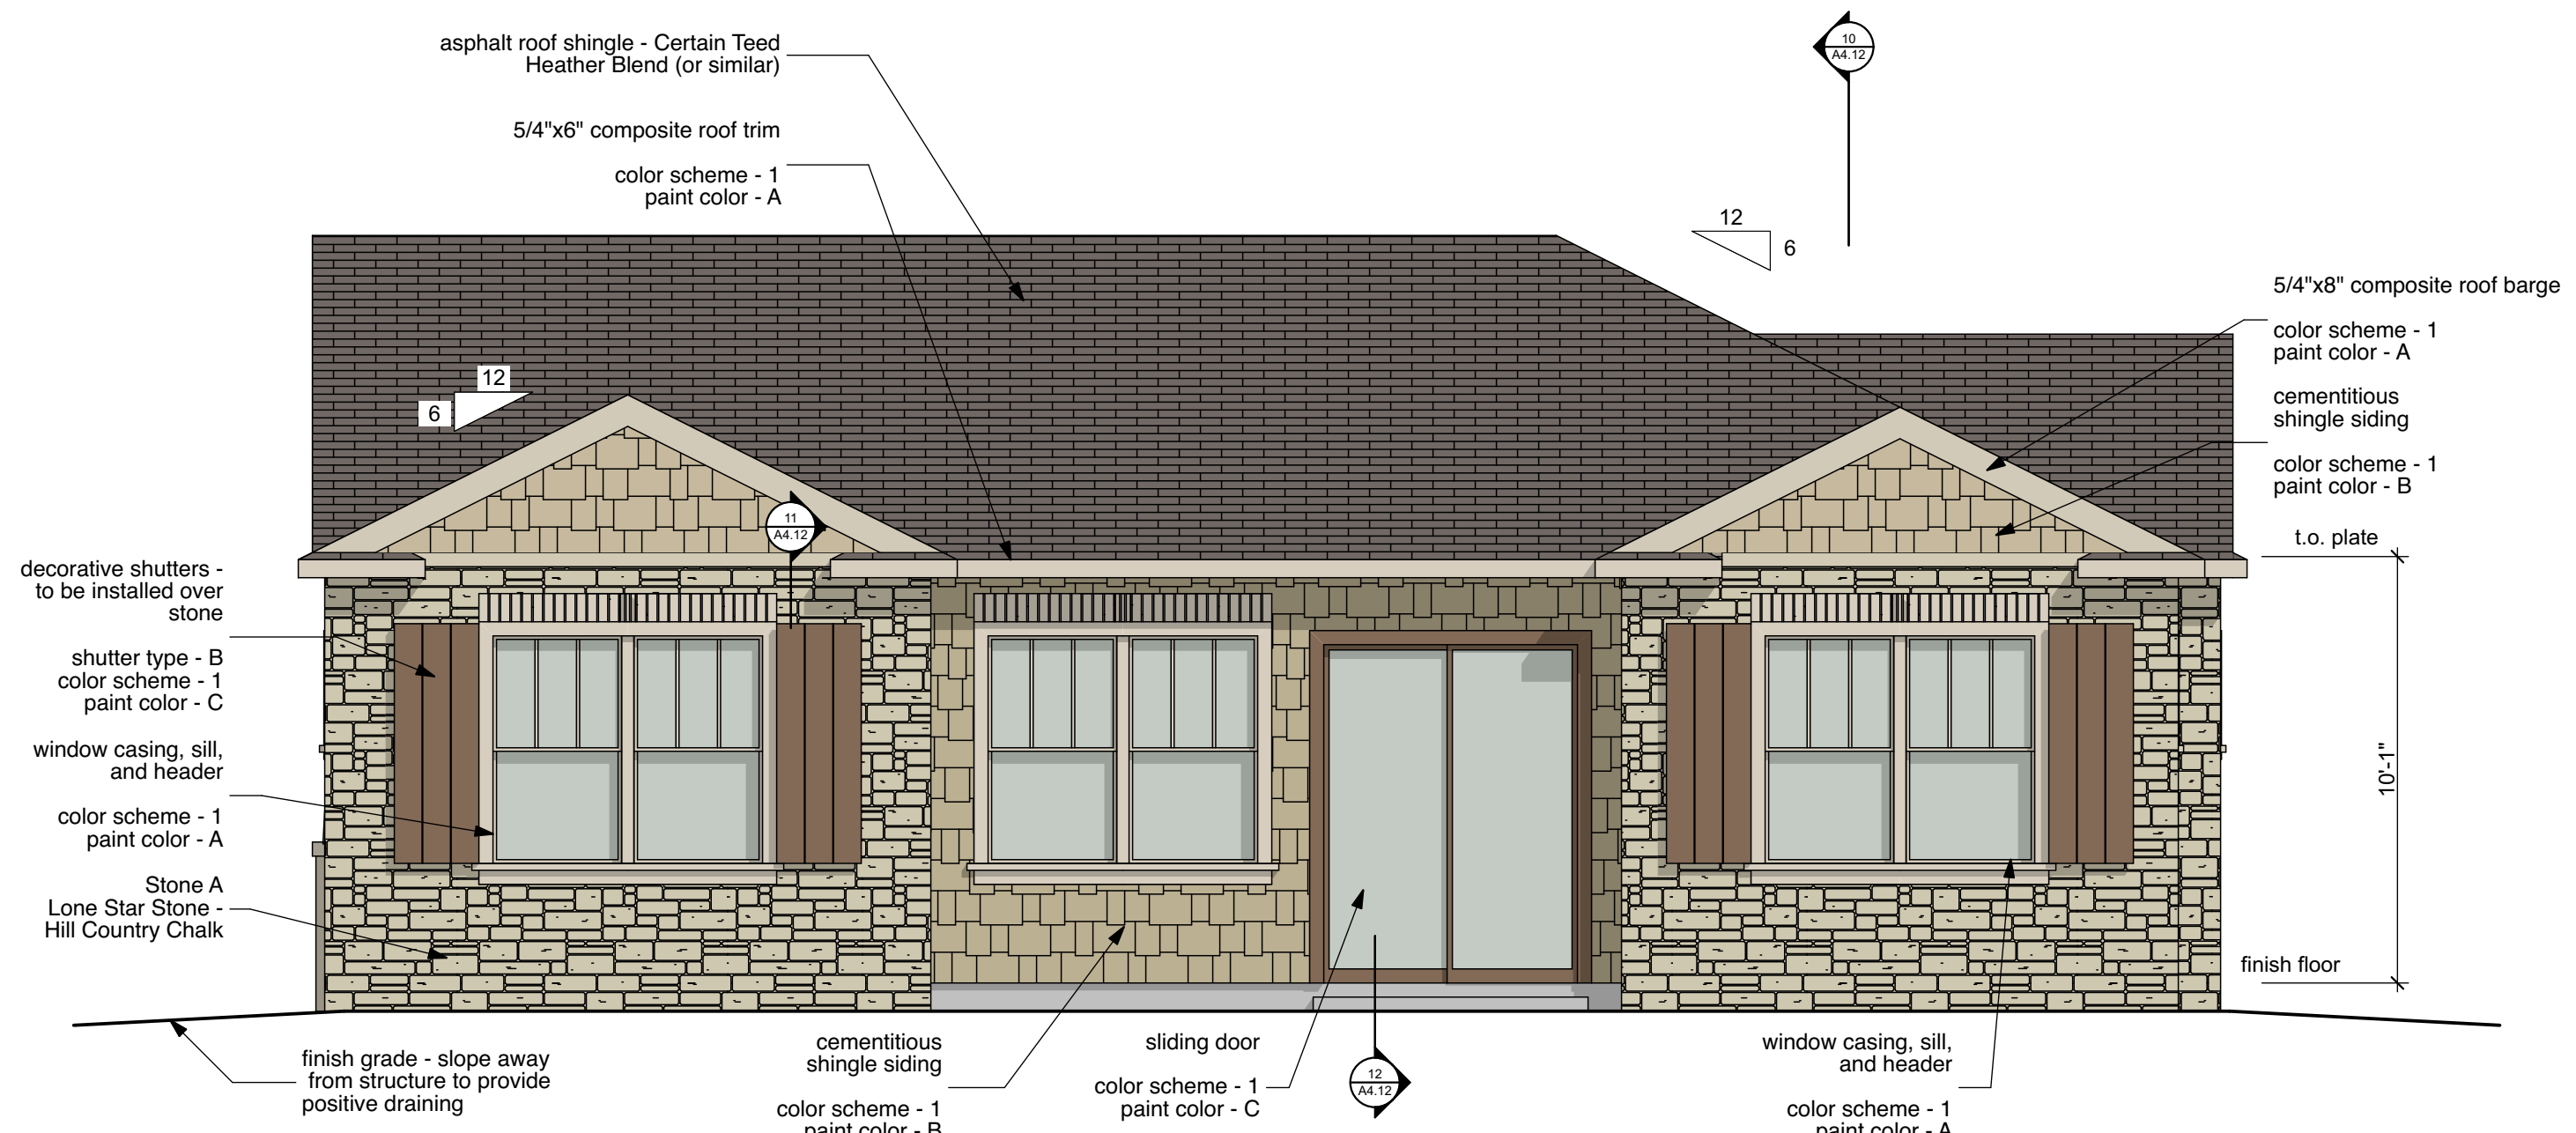 asphalt roof shingle - Certain Teed
Heather Blend (or similar)
5/4"x6" composite roof trim
color scheme - 1
paint color - A
10
A4.12
12
6
5/4"x8" composite roof barge
color scheme - 1
paint color - A
cementitious
shingle siding
color scheme - 1
paint color - B
12
6
11
A4.12
t.o. plate
10'-1"
finish floor
decorative shutters -
to be installed over
stone
shutter type - B
color scheme - 1
paint color - C
window casing, sill,
and header
color scheme - 1
paint color - A
Stone A
Lone Star Stone -
Hill Country Chalk
finish grade - slope away
from structure to provide
positive draining
cementitious
shingle siding
color scheme - 1
paint color - B
sliding door
color scheme - 1
paint color - C
12
A4.12
window casing, sill,
and header
color scheme - 1
paint color - A